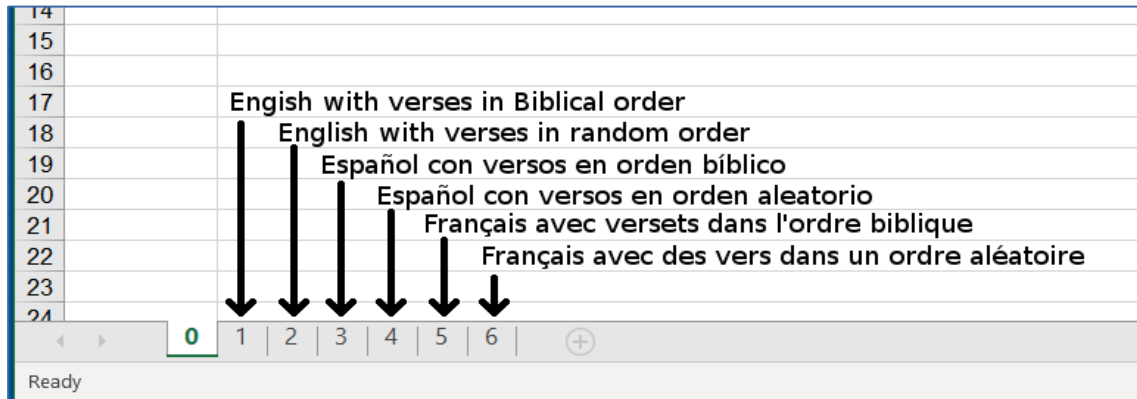 14
15
16
17 Engish with verses in Biblical order
18 English with verses in random order
19 Español con versos en orden bíblico
20 Español con versos en orden aleatorio
21 Français avec versets dans l'ordre biblique
22 Français avec des vers dans un ordre aléatoire
23
24
0 1 2 3 4 5 6
Ready